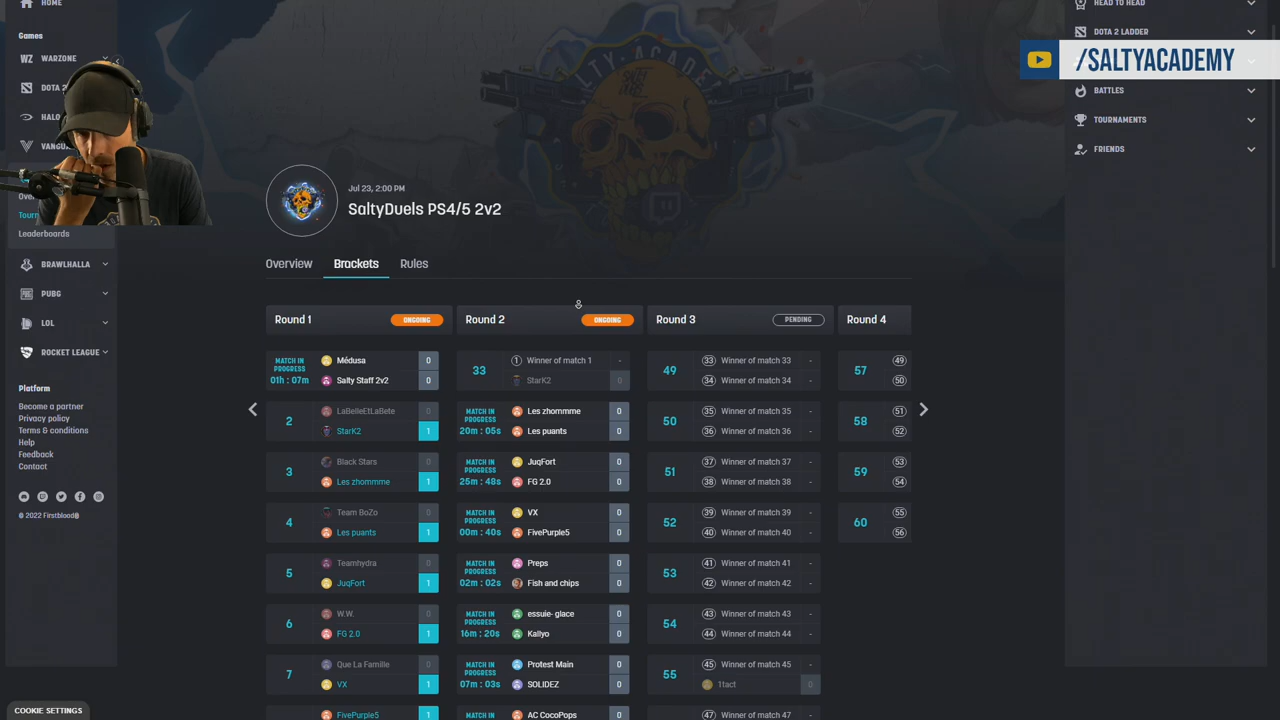 HOME
Games
WZ WARZONE
DOTA 2
HALO
VANGU
Tourn
Leaderboards
BRAWLHALLA
PUBG
LOL
ROCKET LEAGUE
Platform
Become a partner
Privacy policy
Terms & conditions
Help
Feedback
Contact
© 2022 Firstblood
COOKIE SETTINGS
HEAD TO HEAD
DOTA 2 LADDER
/SALTYACADEMY
BATTLES
TOURNAMENTS
FRIENDS
Jul 23, 2:00 PM
SaltyDuels PS4/5 2v2
Overview Brackets Rules
Round 1 ONGOING
MATCH IN PROGRESS
01h : 07m
Médusa 0
Salty Staff 2v2 0
2
LaBelleEtLaBete 0
StarK2 1
3
Black Stars 0
Les zhommme 1
4
Team BoZo 0
Les puants 1
5
Teamhydra 0
JuqFort 1
6
W.W. 0
FG 2.0 1
7
Que La Famille 0
VX 1
FivePurple5 1
Round 2 ONGOING
33
1 Winner of match 1 -
StarK2 0
MATCH IN PROGRESS
20m : 05s
Les zhommme 0
Les puants 0
MATCH IN PROGRESS
25m : 48s
JuqFort 0
FG 2.0 0
MATCH IN PROGRESS
00m : 40s
VX 0
FivePurple5 0
MATCH IN PROGRESS
02m : 02s
Preps 0
Fish and chips 0
MATCH IN PROGRESS
16m : 20s
essuie- glace 0
Kallyo 0
MATCH IN PROGRESS
07m : 03s
Protest Main 0
SOLIDEZ 0
MATCH IN
AC CocoPops 0
Round 3 PENDING
49
33 Winner of match 33 -
34 Winner of match 34 -
50
35 Winner of match 35 -
36 Winner of match 36 -
51
37 Winner of match 37 -
38 Winner of match 38 -
52
39 Winner of match 39 -
40 Winner of match 40 -
53
41 Winner of match 41 -
42 Winner of match 42 -
54
43 Winner of match 43 -
44 Winner of match 44 -
55
45 Winner of match 45 -
1tact 0
47 Winner of match 47 -
Round 4
57
49
50
58
51
52
59
53
54
60
55
56